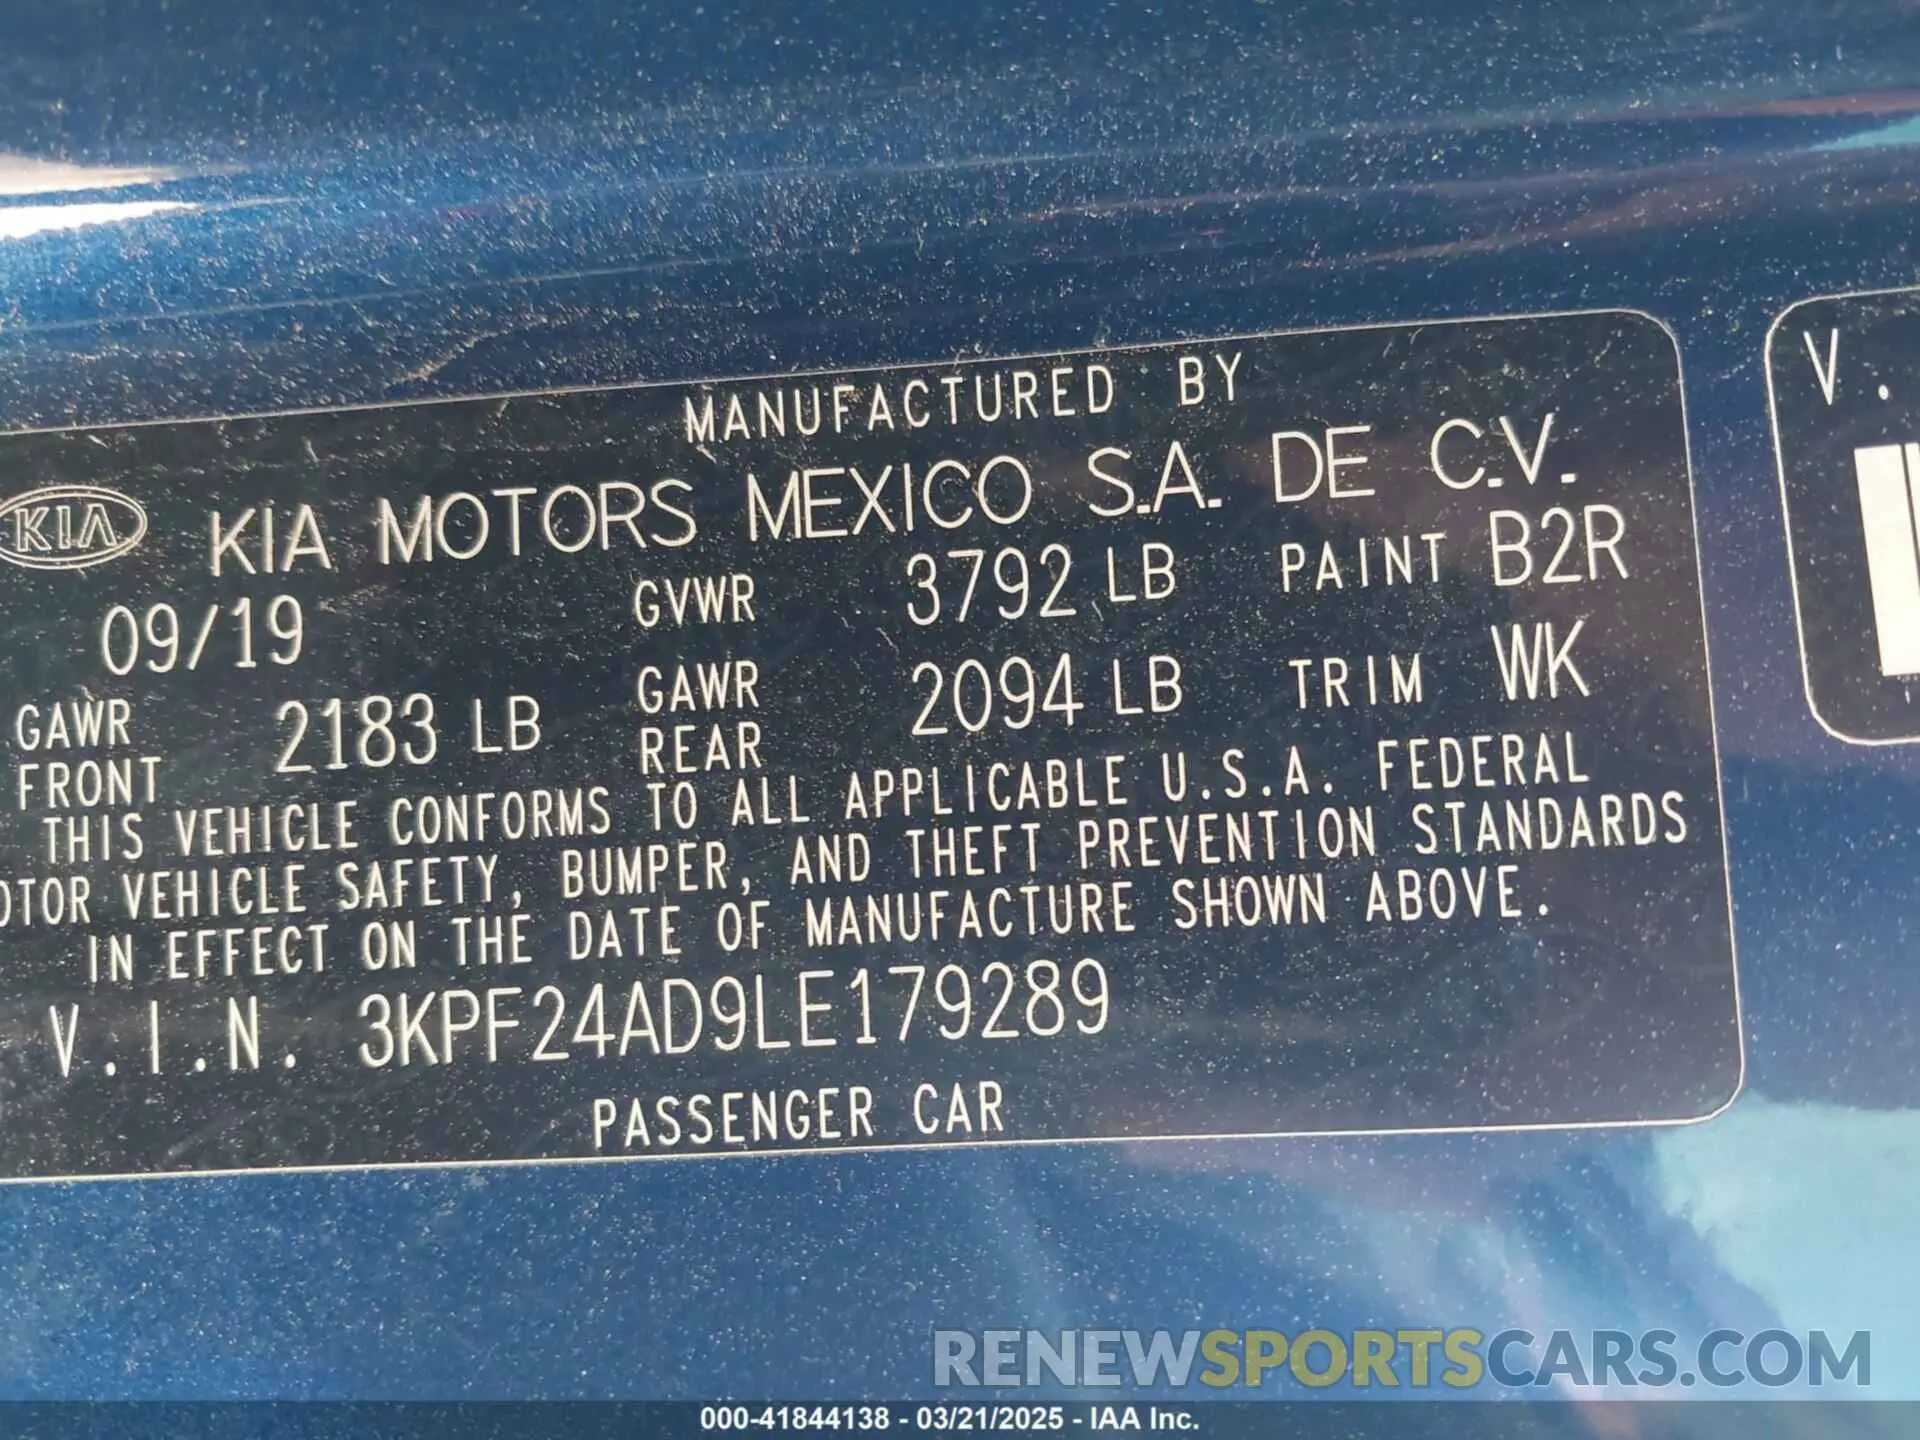 MANUFACTURED BY
KIA KIA MOTORS MEXICO S.A. DE C.V.
09/19 GVWR 3792 LB PAINT B2R
GAWR FRONT 2183 LB GAWR REAR 2094 LB TRIM WK
THIS VEHICLE CONFORMS TO ALL APPLICABLE U.S.A. FEDERAL
OTOR VEHICLE SAFETY, BUMPER, AND THEFT PREVENTION STANDARDS
IN EFFECT ON THE DATE OF MANUFACTURE SHOWN ABOVE.
V.I.N. 3KPF24AD9LE179289
PASSENGER CAR
V.
RENEWSPORTSCARS.COM
000-41844138 - 03/21/2025 - IAA Inc.